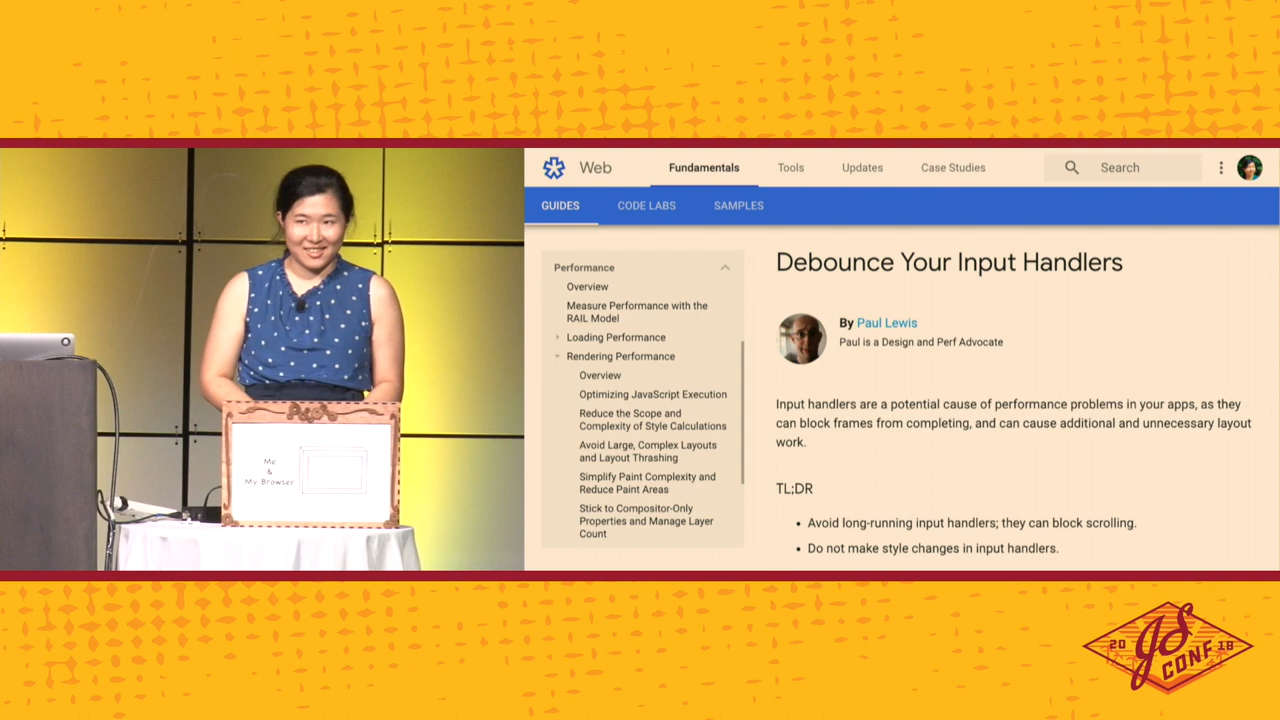 Me
&
My Browser
Web
Fundamentals
Tools
Updates
Case Studies
Search
GUIDES
CODE LABS
SAMPLES
Performance
Overview
Measure Performance with the
RAIL Model
Loading Performance
Rendering Performance
Overview
Optimizing JavaScript Execution
Reduce the Scope and
Complexity of Style Calculations
Avoid Large, Complex Layouts
and Layout Thrashing
Simplify Paint Complexity and
Reduce Paint Areas
Stick to Compositor-Only
Properties and Manage Layer
Count
Debounce Your Input Handlers
By Paul Lewis
Paul is a Design and Perf Advocate
Input handlers are a potential cause of performance problems in your apps, as they
can block frames from completing, and can cause additional and unnecessary layout
work.
TL;DR
• Avoid long-running input handlers; they can block scrolling.
• Do not make style changes in input handlers.
20 JS 18
CONF